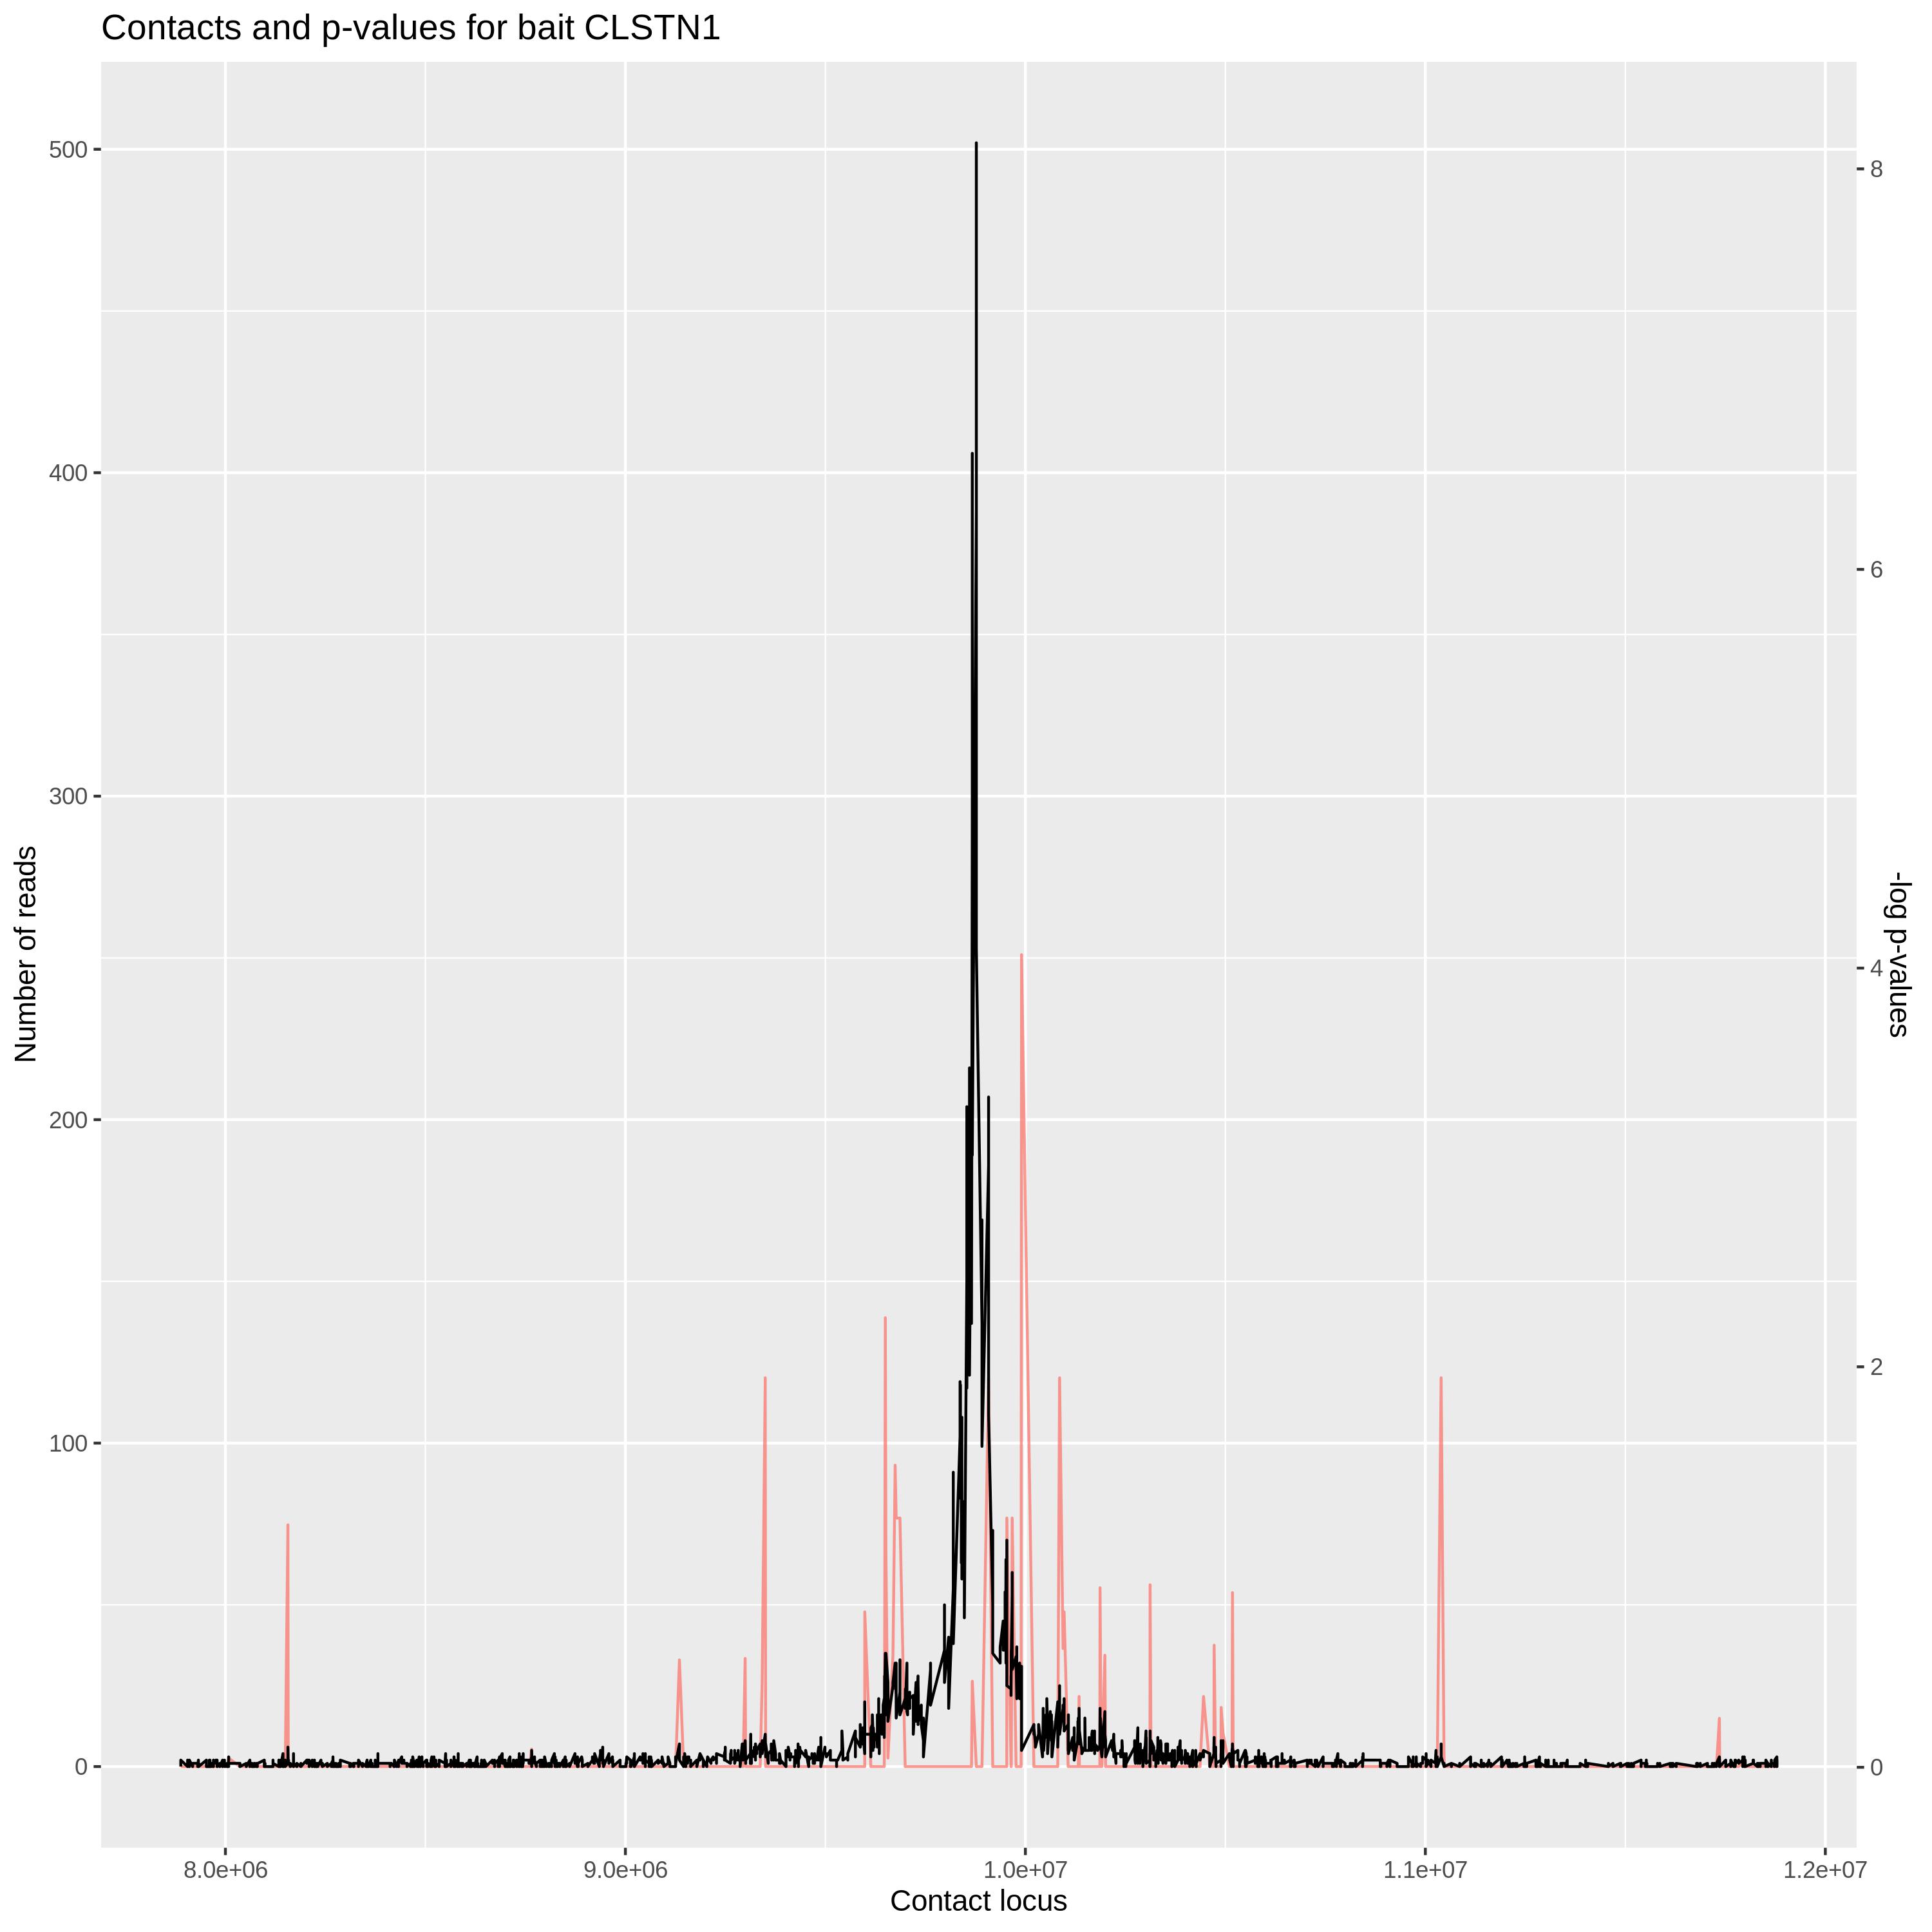 Contacts and p-values for bait CLSTN1
500
400
300
200
100
0
Number of reads
8
6
4
2
0
-log p-values
8.0e+06
9.0e+06
1.0e+07
1.1e+07
1.2e+07
Contact locus